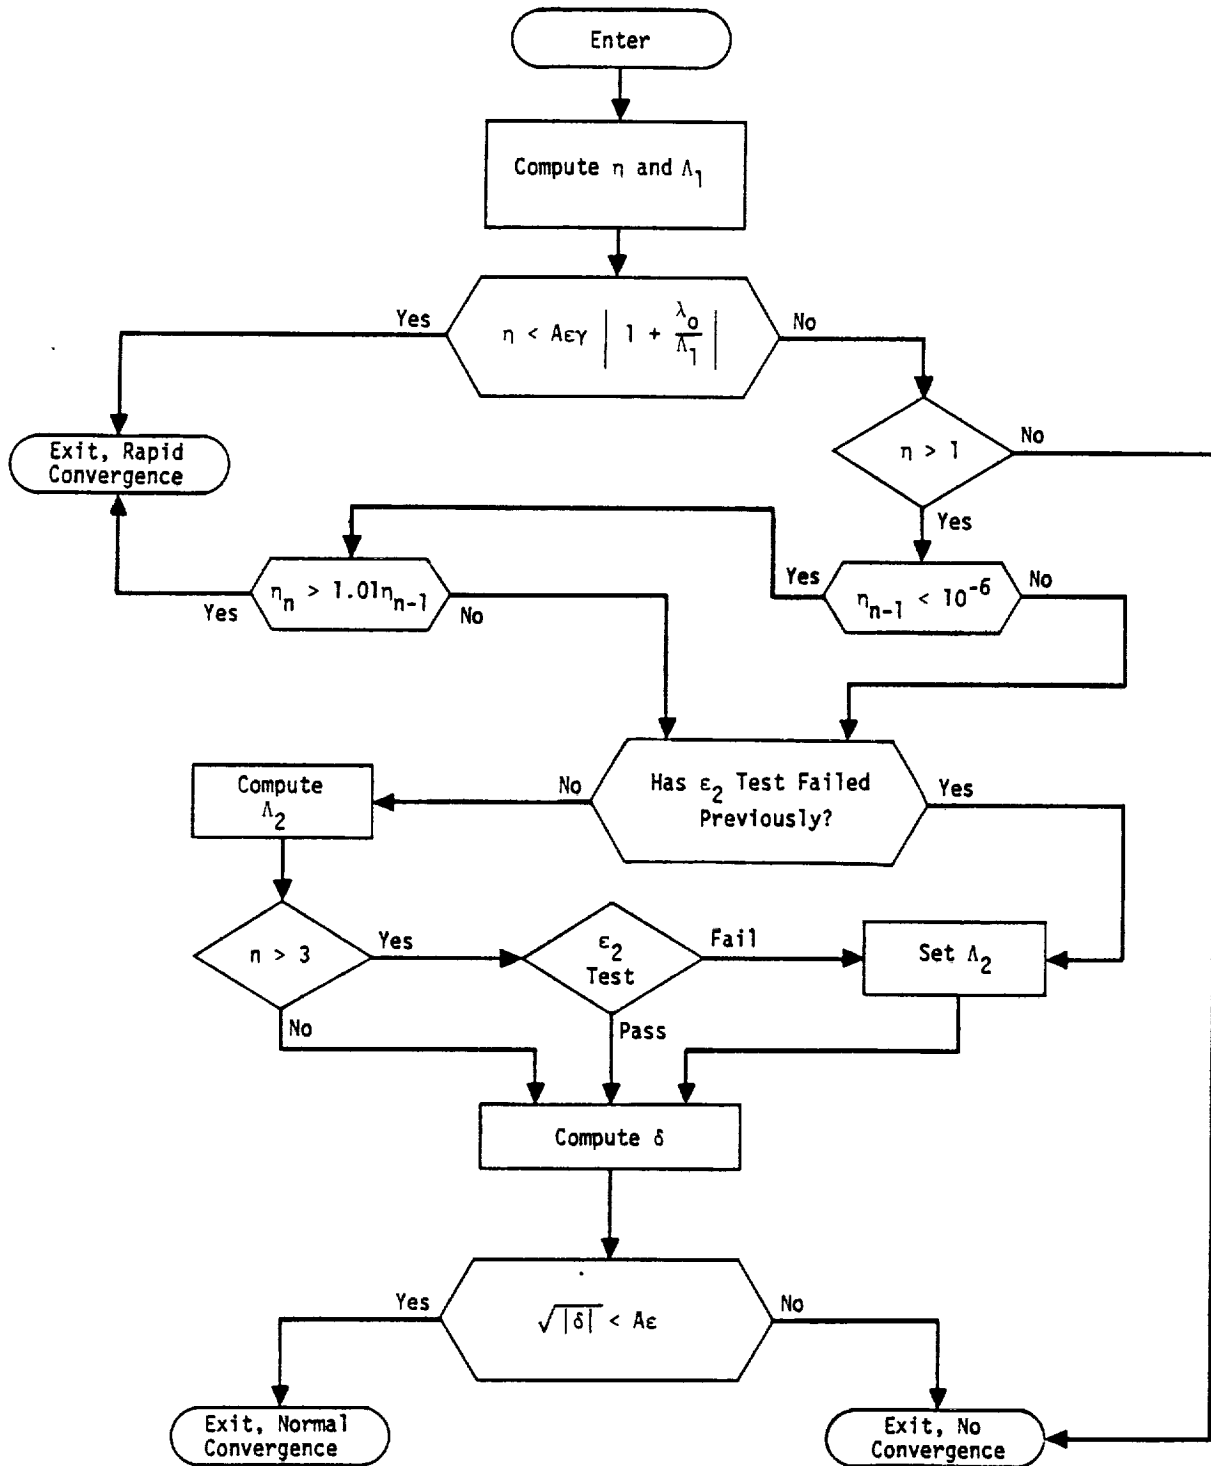 Enter
Compute η and Λ₁
Yes
η < Aεγ | 1 + λ₀/Λ₁ |
No
Exit, Rapid
Convergence
η > 1
No
Yes
Yes
ηₙ > 1.01ηₙ₋₁
No
Yes
ηₙ₋₁ < 10⁻⁶
No
Compute
Λ₂
No
Has ε₂ Test Failed
Previously?
Yes
n > 3
Yes
No
ε₂
Test
Fail
Pass
Set Λ₂
Compute δ
Yes
√|δ| < Aε
No
Exit, Normal
Convergence
Exit, No
Convergence